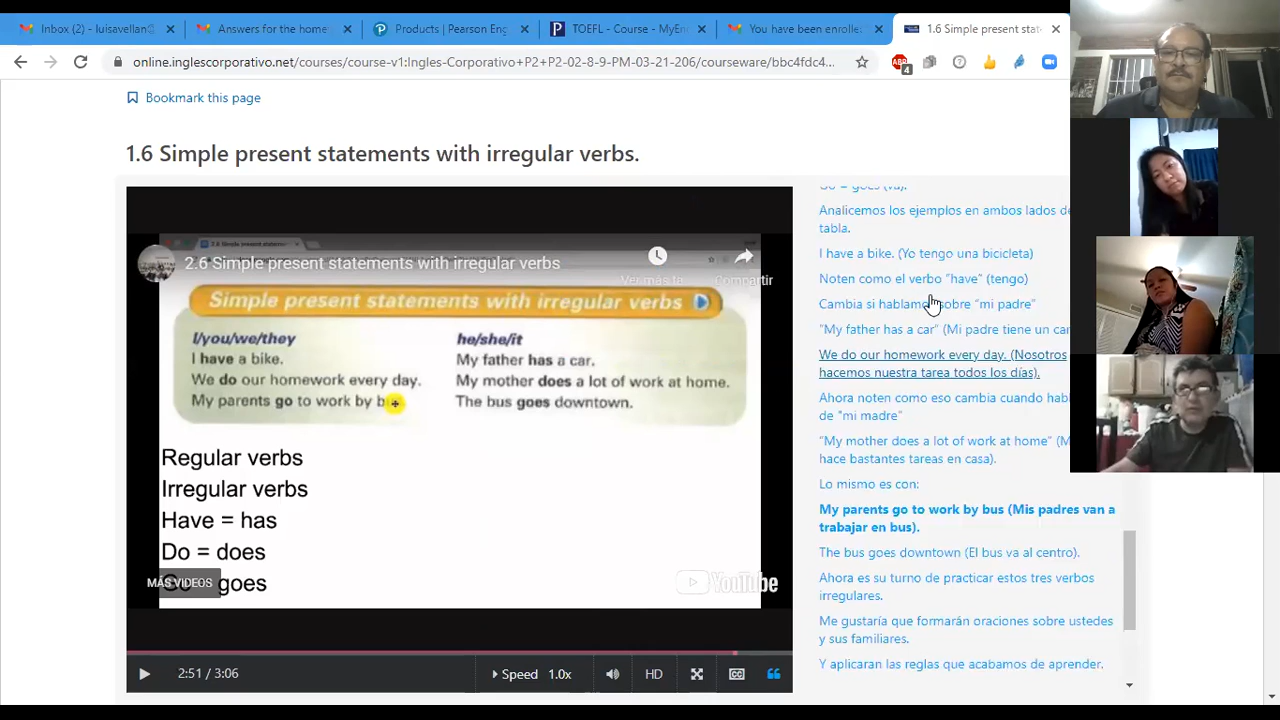 Inbox (20) - luisavellan
Answers for the home
Products | Pearson Eng
TOEFL - Course - MyEn
You have been enrolle
1.6 Simple present stat
online.inglescorporativo.net/courses/course-v1:Ingles-Corporativo+P2+P2-02-8-9-PM-03-21-206/courseware/bbc4fdc4...
4
Bookmark this page
1.6 Simple present statements with irregular verbs.
2.6 Simple present statements with irregular verbs
Ver más ta
Compartir
Simple present statements with irregular verbs
I/you/we/they
I have a bike.
We do our homework every day.
My parents go to work by b
he/she/it
My father has a car.
My mother does a lot of work at home.
The bus goes downtown.
Regular verbs
Irregular verbs
Have = has
Do = does
goes
MÁS VIDEOS
YouTube
2:51 / 3:06
Speed 1.0x
HD
Go = goes (va).
Analicemos los ejemplos en ambos lados de
tabla.
I have a bike. (Yo tengo una bicicleta)
Noten como el verbo "have" (tengo)
Cambia si hablamos sobre "mi padre"
"My father has a car" (Mi padre tiene un car
We do our homework every day. (Nosotros
hacemos nuestra tarea todos los días).
Ahora noten como eso cambia cuando hab
de "mi madre"
"My mother does a lot of work at home" (M
hace bastantes tareas en casa).
Lo mismo es con:
My parents go to work by bus (Mis padres van a
trabajar en bus).
The bus goes downtown (El bus va al centro).
Ahora es su turno de practicar estos tres verbos
irregulares.
Me gustaría que formarán oraciones sobre ustedes
y sus familiares.
Y aplicaran las reglas que acabamos de aprender.